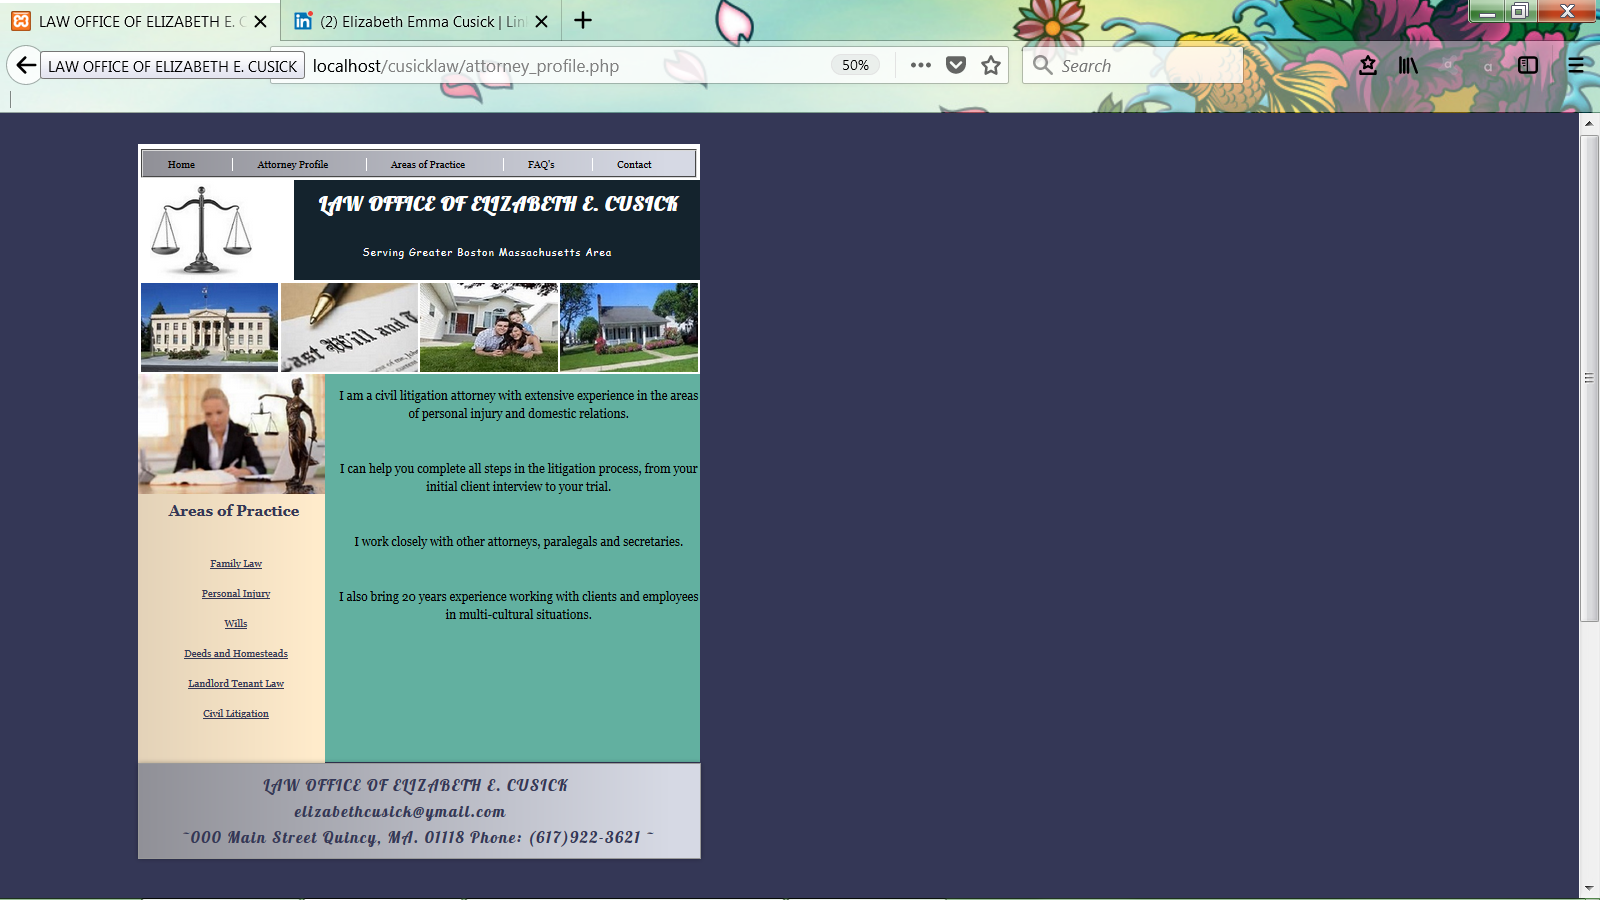 LAW OFFICE OF ELIZABETH E. C
(2) Elizabeth Emma Cusick | Lin
LAW OFFICE OF ELIZABETH E. CUSICK
localhost/cusicklaw/attorney_profile.php
50%
Search
Home Attorney Profile Areas of Practice FAQ's Contact
LAW OFFICE OF ELIZABETH E. CUSICK
Serving Greater Boston Massachusetts Area
Last Will and T
I am a civil litigation attorney with extensive experience in the areas
of personal injury and domestic relations.
I can help you complete all steps in the litigation process, from your
initial client interview to your trial.
I work closely with other attorneys, paralegals and secretaries.
I also bring 20 years experience working with clients and employees
in multi-cultural situations.
Areas of Practice
Family Law
Personal Injury
Wills
Deeds and Homesteads
Landlord Tenant Law
Civil Litigation
LAW OFFICE OF ELIZABETH E. CUSICK
elizabethcusick@ymail.com
~000 Main Street Quincy, MA. 01118 Phone: (617)922-3621 ~